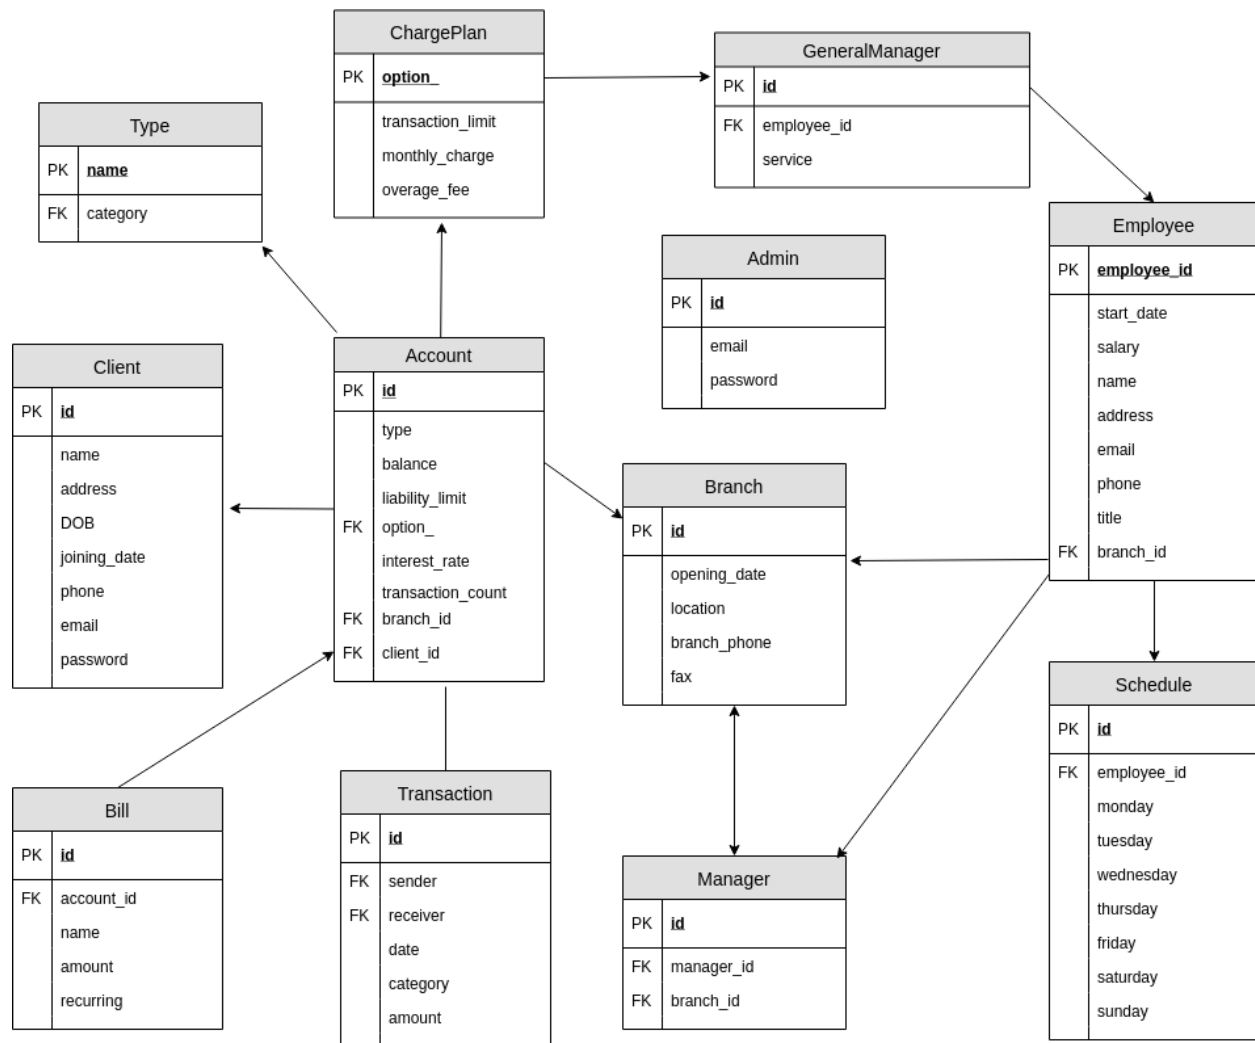 ChargePlan
PK option_
transaction_limit
monthly_charge
overage_fee
GeneralManager
PK id
FK employee_id
service
Type
PK name
FK category
Employee
PK employee_id
start_date
salary
name
address
email
phone
title
FK branch_id
Admin
PK id
email
password
Client
PK id
name
address
DOB
joining_date
phone
email
password
Account
PK id
type
balance
liability_limit
FK option_
interest_rate
transaction_count
FK branch_id
FK client_id
Branch
PK id
opening_date
location
branch_phone
fax
Schedule
PK id
FK employee_id
monday
tuesday
wednesday
thursday
friday
saturday
sunday
Bill
PK id
FK account_id
name
amount
recurring
Transaction
PK id
FK sender
FK receiver
date
category
amount
Manager
PK id
FK manager_id
FK branch_id